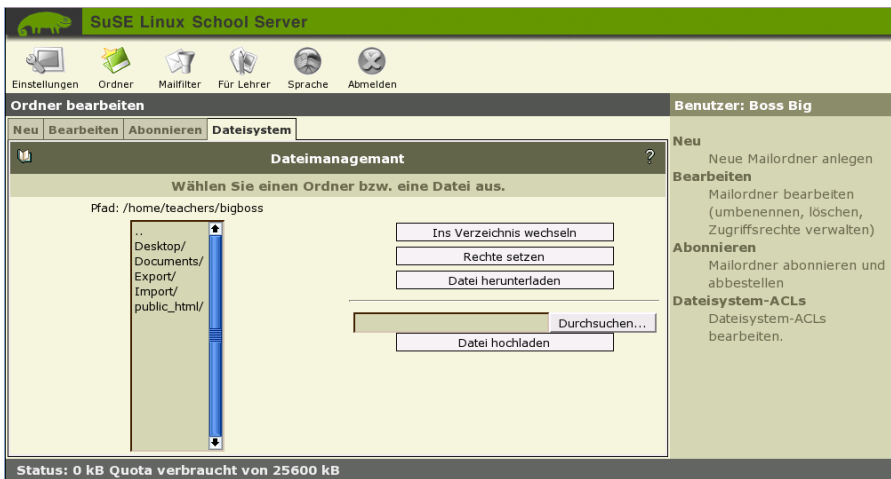 SuSE Linux School Server
Einstellungen Ordner Mailfilter Für Lehrer Sprache Abmelden
Ordner bearbeiten
Benutzer: Boss Big
Neu Bearbeiten Abonnieren Dateisystem
Dateimanagemant ?
Wählen Sie einen Ordner bzw. eine Datei aus.
Pfad: /home/teachers/bigboss
..
Desktop/
Documents/
Export/
Import/
public_html/
Ins Verzeichnis wechseln
Rechte setzen
Datei herunterladen
Durchsuchen...
Datei hochladen
Neu
Neue Mailordner anlegen
Bearbeiten
Mailordner bearbeiten
(umbenennen, löschen,
Zugriffsrechte verwalten)
Abonnieren
Mailordner abonnieren und
abbestellen
Dateisystem-ACLs
Dateisystem-ACLs
bearbeiten.
Status: 0 kB Quota verbraucht von 25600 kB